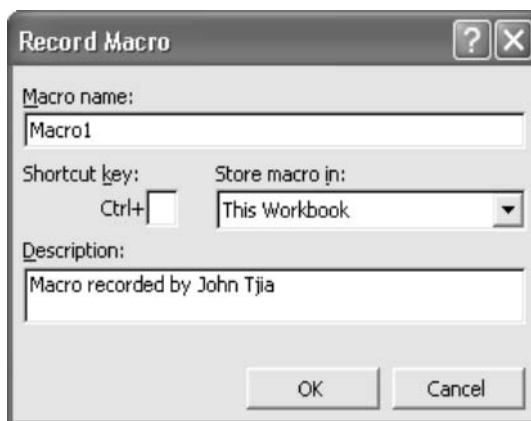 Record Macro ?
Macro name:
Macro1
Shortcut key: Store macro in:
Ctrl+ This Workbook
Description:
Macro recorded by John Tjia
OK Cancel